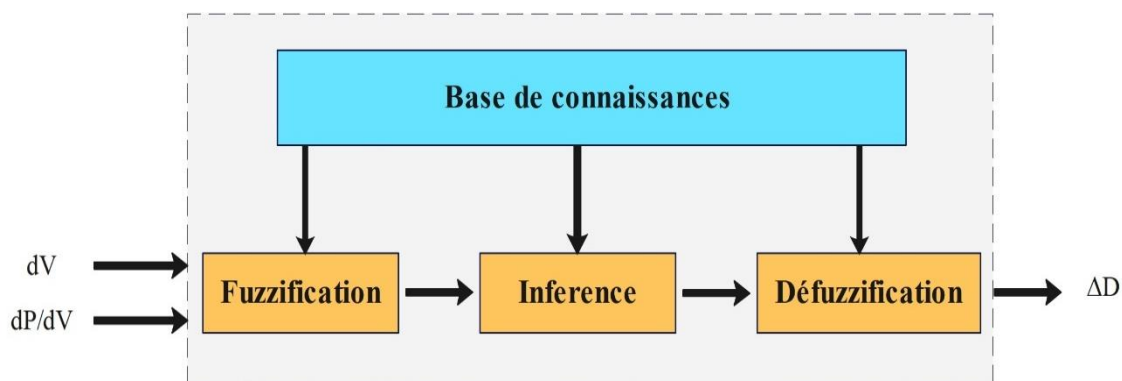 Base de connaissances
dV
dP/dV
Fuzzification
Inference
Défuzzification
ΔD